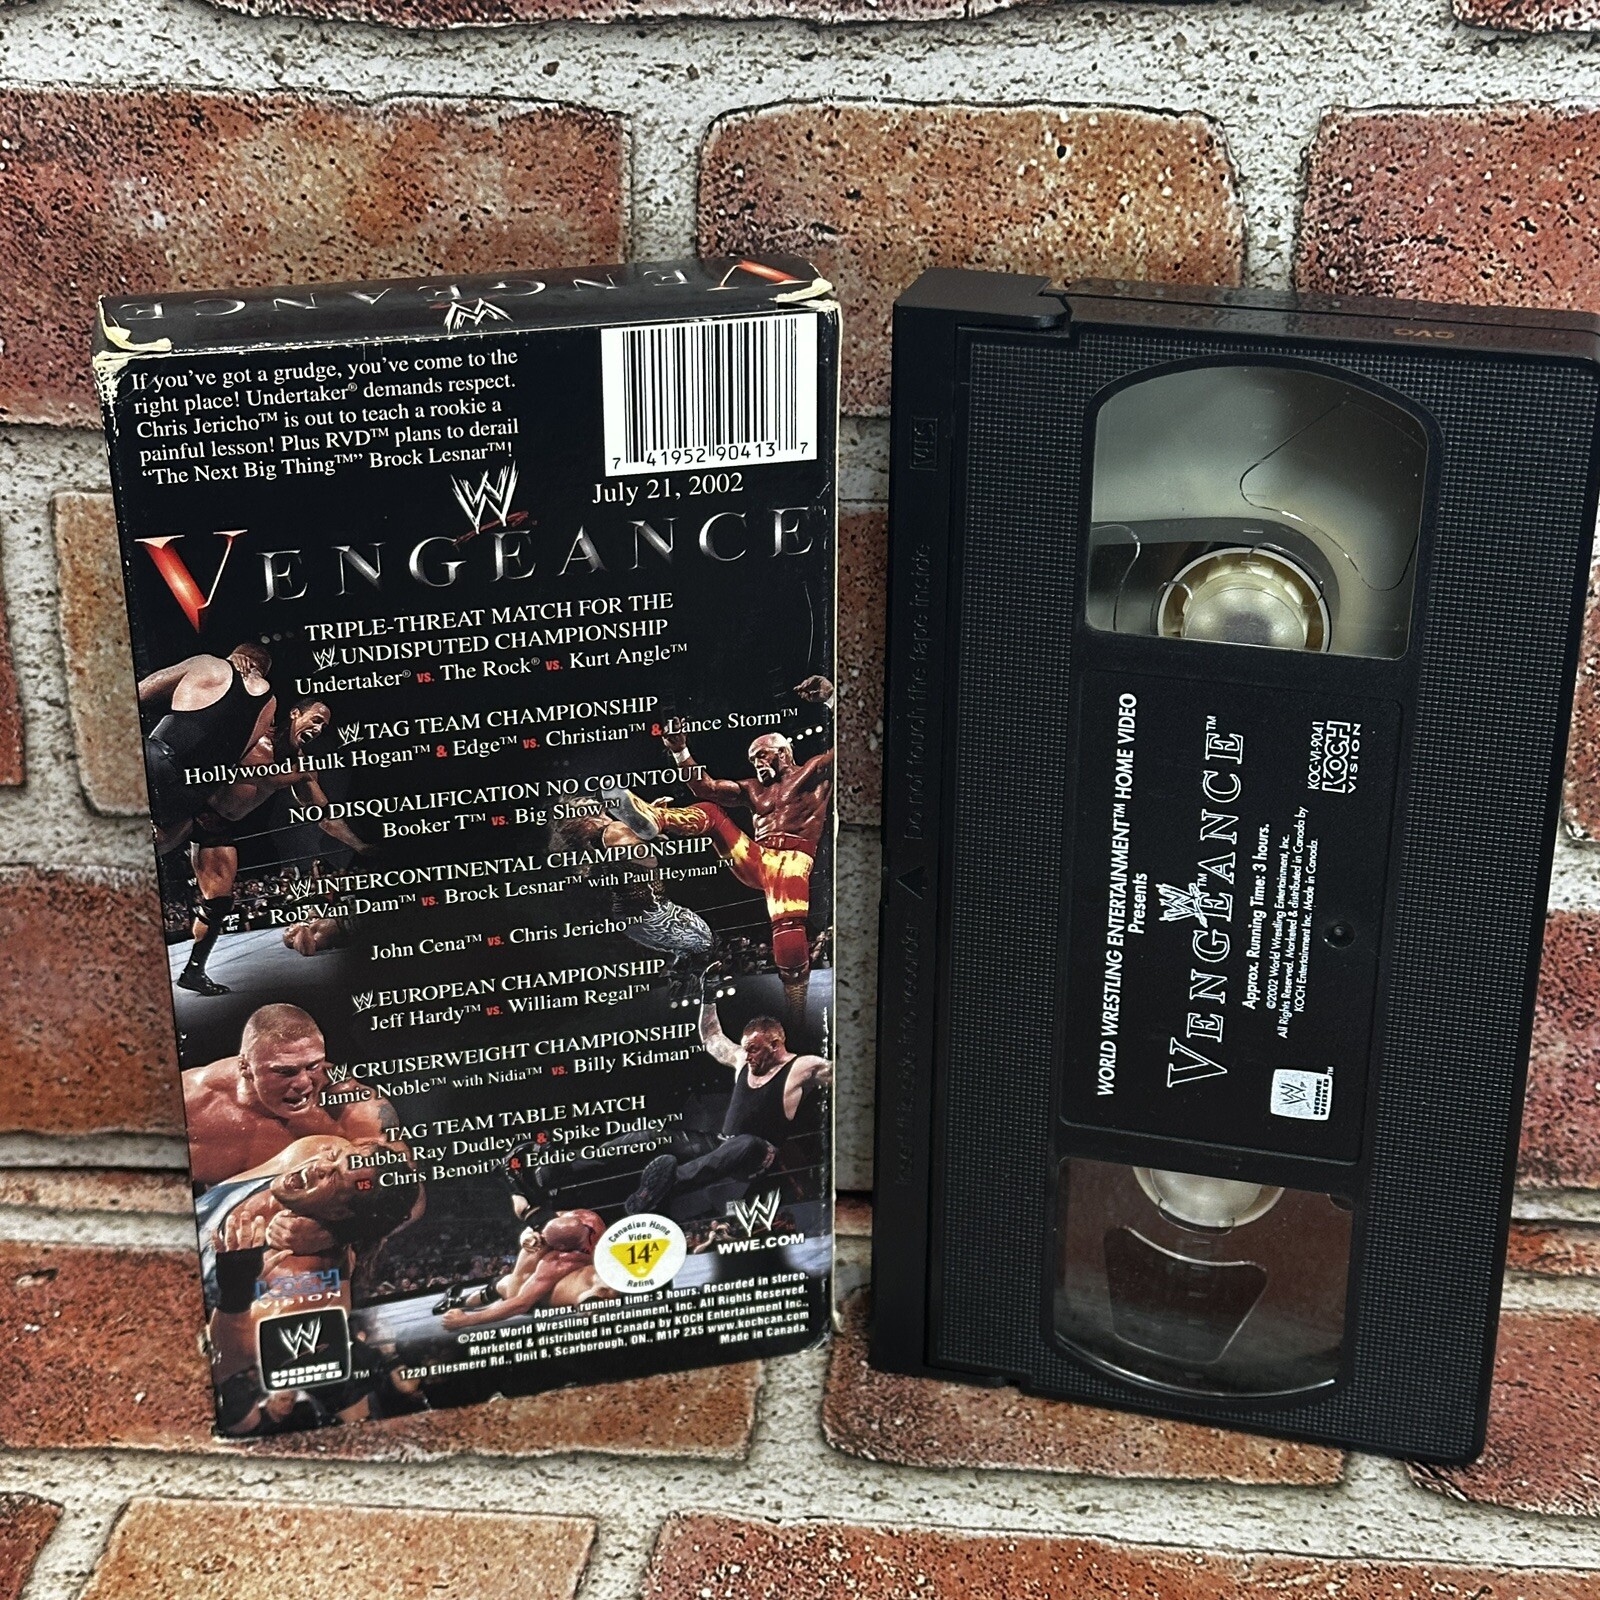 VENGEANCE
W
If you've got a grudge, you've come to the
right place! Undertaker® demands respect.
Chris Jericho™ is out to teach a rookie a
painful lesson! Plus RVD™ plans to derail
"The Next Big Thing™" Brock Lesnar™!
7 41952 90413 7
July 21, 2002
W
VENGEANCE
TRIPLE-THREAT MATCH FOR THE
W UNDISPUTED CHAMPIONSHIP
Undertaker® vs. The Rock® vs. Kurt Angle™
W TAG TEAM CHAMPIONSHIP
Hollywood Hulk Hogan™ & Edge™ vs. Christian™ & Lance Storm™
NO DISQUALIFICATION NO COUNTOUT
Booker T™ vs. Big Show™
W INTERCONTINENTAL CHAMPIONSHIP
Rob Van Dam™ vs. Brock Lesnar™ with Paul Heyman™
John Cena™ vs. Chris Jericho™
W EUROPEAN CHAMPIONSHIP
Jeff Hardy™ vs. William Regal™
W CRUISERWEIGHT CHAMPIONSHIP
Jamie Noble™ with Nidia™ vs. Billy Kidman™
TAG TEAM TABLE MATCH
Bubba Ray Dudley™ & Spike Dudley™
vs. Chris Benoit™ & Eddie Guerrero™
W
WWE.COM
Canadian Home
Video
14A
Rating
KOCH
VISION
W
HOME
VIDEO™
Approx. running time: 3 hours. Recorded in stereo.
©2002 World Wrestling Entertainment, Inc. All Rights Reserved.
Marketed & distributed in Canada by KOCH Entertainment Inc.,
1220 Ellesmere Rd., Unit 8, Scarborough, ON., M1P 2X5 www.kochcan.com
Made in Canada.
VHS
Do not touch the tape inside
WORLD WRESTLING ENTERTAINMENT™ HOME VIDEO
Presents
W
VENGEANCE™
Approx. Running Time: 3 hours.
©2002 World Wrestling Entertainment, Inc.
All Rights Reserved. Marketed & distributed in Canada by
KOCH Entertainment Inc. Made in Canada.
KOC-VI-9041
KOCH
VISION
W
HOME
VIDEO™